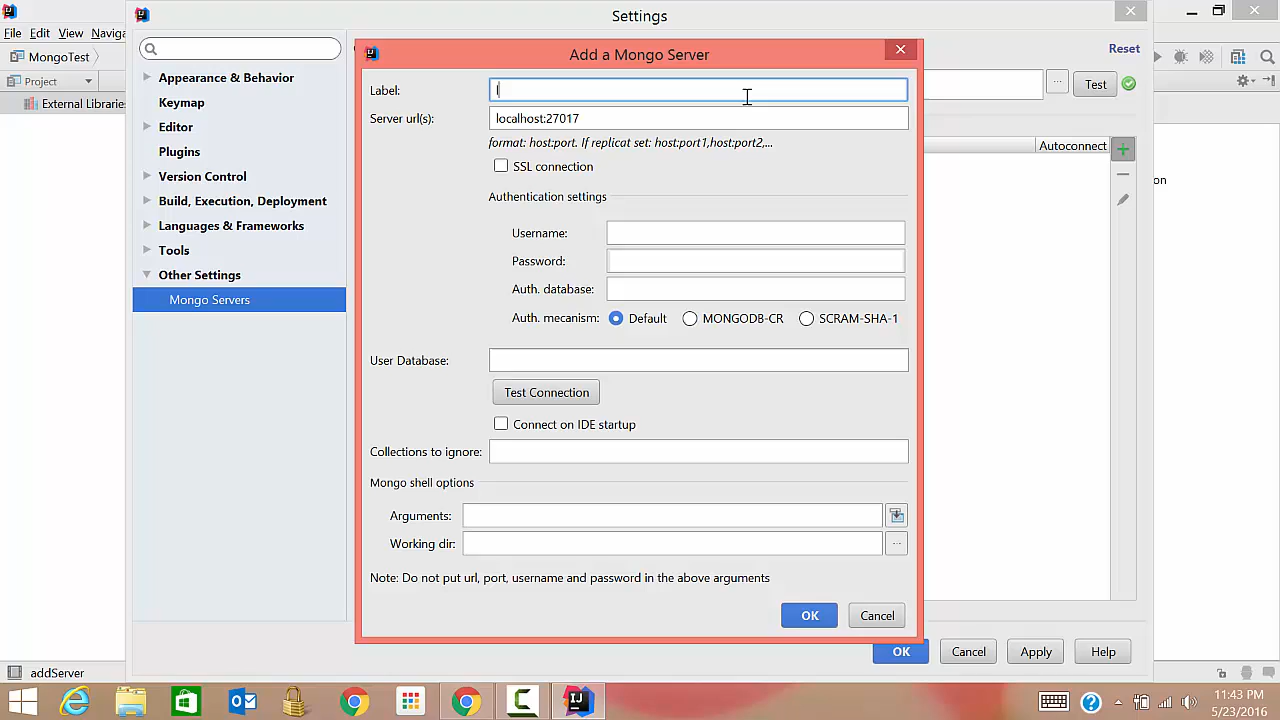 Settings
File Edit View Naviga
MongoTest
Project
External Librarie
Appearance & Behavior
Keymap
Editor
Plugins
Version Control
Build, Execution, Deployment
Languages & Frameworks
Tools
Other Settings
Mongo Servers
Reset
Test
Autoconnect
on
Add a Mongo Server
Label: l
Server url(s): localhost:27017
format: host:port. If replicat set: host:port1,host:port2,...
SSL connection
Authentication settings
Username:
Password:
Auth. database:
Auth. mecanism: Default MONGODB-CR SCRAM-SHA-1
User Database:
Test Connection
Connect on IDE startup
Collections to ignore:
Mongo shell options
Arguments:
Working dir:
Note: Do not put url, port, username and password in the above arguments
OK Cancel
OK Cancel Apply Help
addServer
11:43 PM
5/23/2016